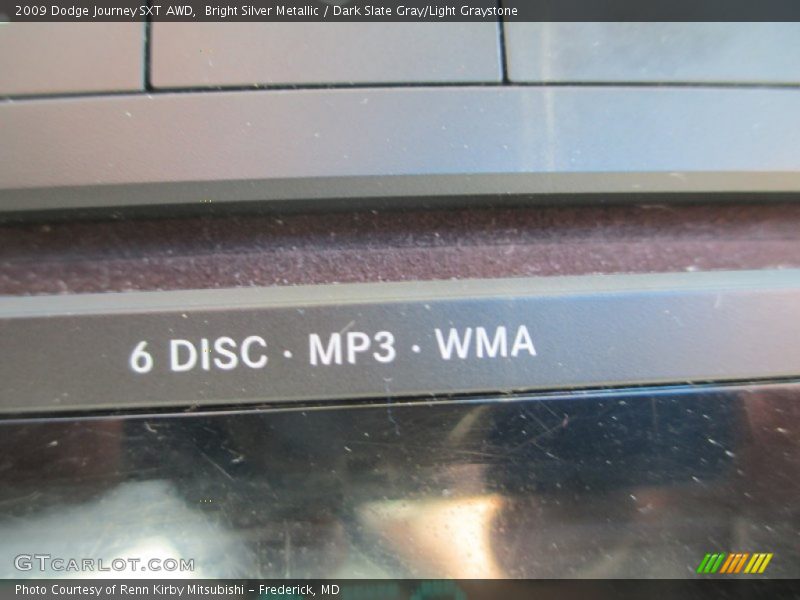 2009 Dodge Journey SXT AWD,  Bright Silver Metallic / Dark Slate Gray/Light Graystone
6 DISC · MP3 · WMA
GTCARLOT.COM
Photo Courtesy of Renn Kirby Mitsubishi - Frederick, MD